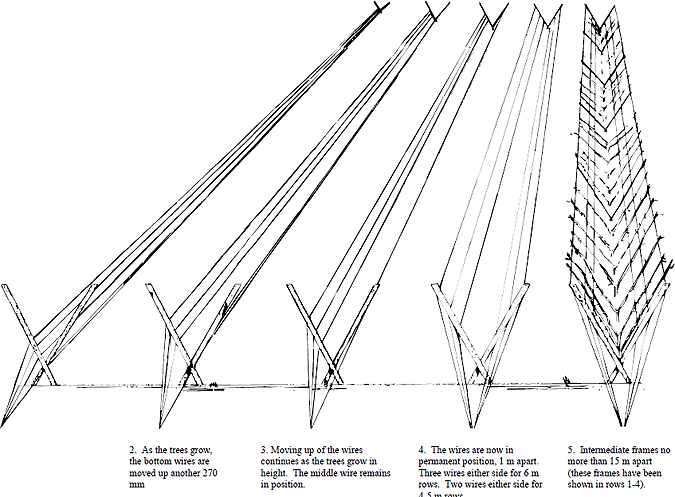 2. As the trees grow,
the bottom wires are
moved up another 270
mm
3. Moving up of the wires
continues as the trees grow in
height. The middle wire remains
in position.
4. The wires are now in
permanent position, 1 m apart.
Three wires either side for 6 m
rows. Two wires either side for
4.5 m rows
5. Intermediate frames no
more than 15 m apart
(these frames have been
shown in rows 1-4).